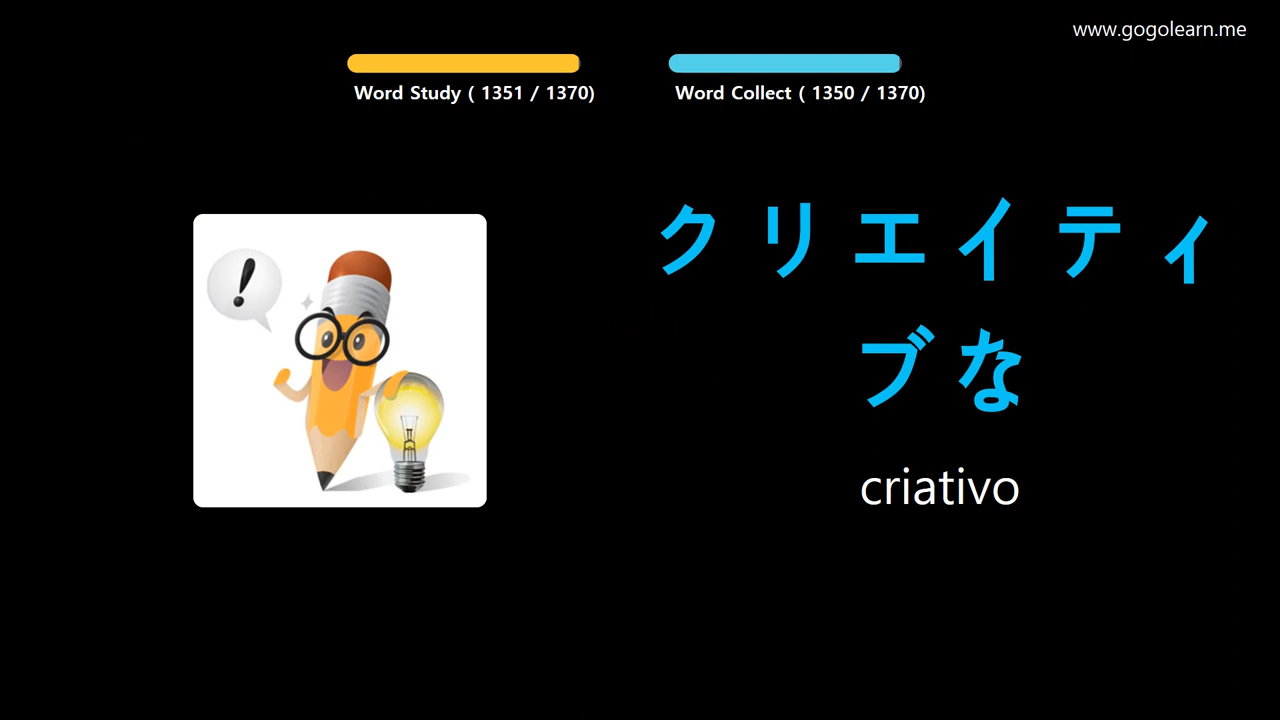 www.gogolearn.me
Word Study ( 1351 / 1370)
Word Collect ( 1350 / 1370)
クリエイティ
ブな
criativo
!